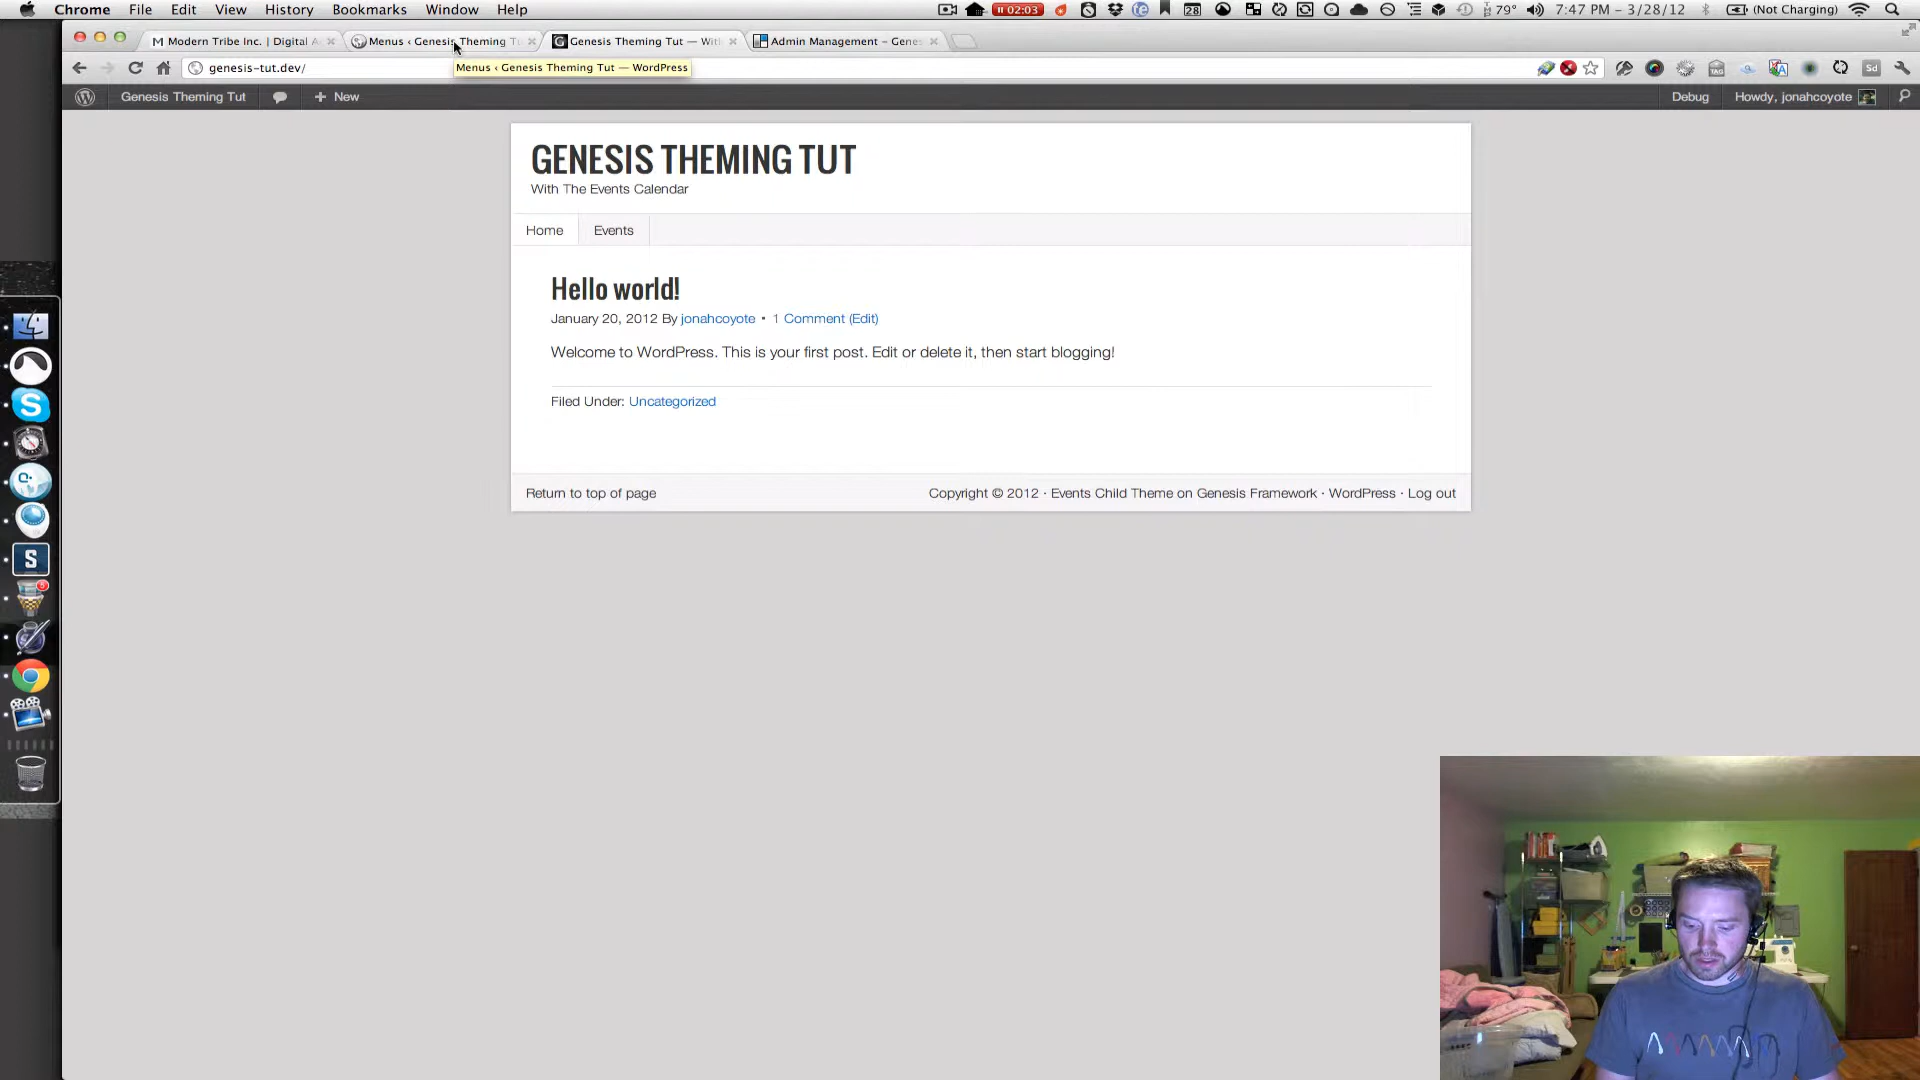 Chrome File Edit View History Bookmarks Window Help
02:03 28 79° 7:47 PM – 3/28/12 (Not Charging)
Modern Tribe Inc. | Digital Menus ‹ Genesis Theming Genesis Theming Tut — Admin Management –
genesis-tut.dev/
Menus ‹ Genesis Theming Tut — WordPress
Genesis Theming Tut + New Debug Howdy, jonahcoyote
GENESIS THEMING TUT
With The Events Calendar
Home Events
Hello world!
January 20, 2012 By jonahcoyote • 1 Comment (Edit)
Welcome to WordPress. This is your first post. Edit or delete it, then start blogging!
Filed Under: Uncategorized
Return to top of page Copyright © 2012 · Events Child Theme on Genesis Framework · WordPress · Log out